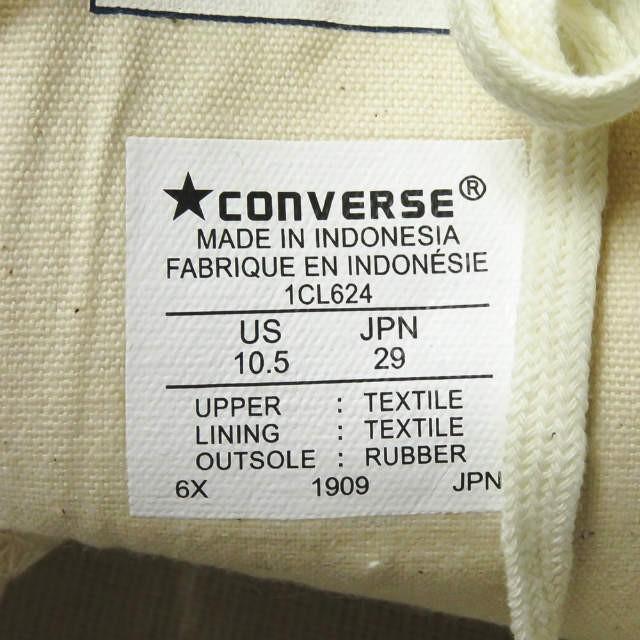 ★CONVERSE®
MADE IN INDONESIA
FABRIQUE EN INDONÉSIE
1CL624
US JPN
10.5 29
UPPER : TEXTILE
LINING : TEXTILE
OUTSOLE : RUBBER
6X 1909 JPN